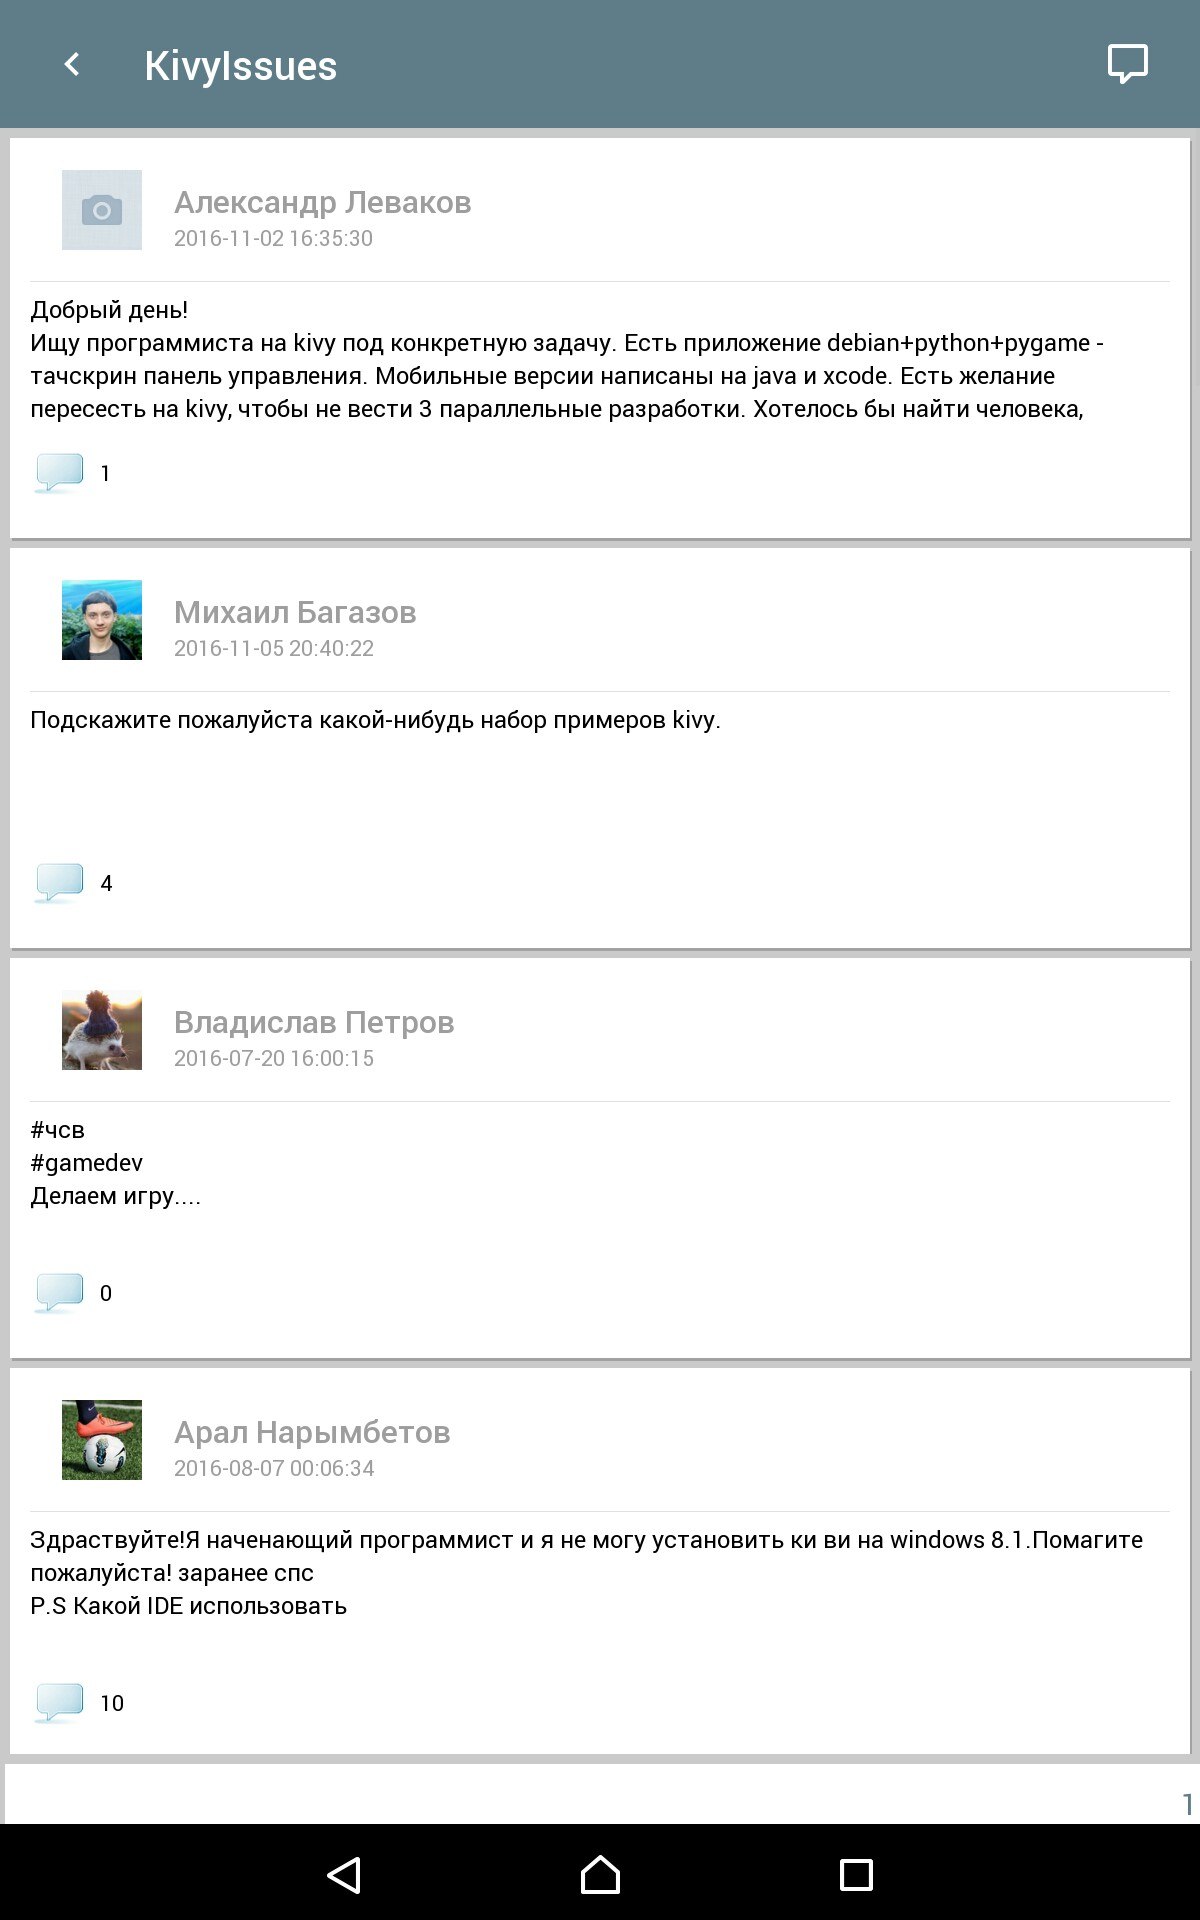 KivyIssues
Александр Леваков
2016-11-02 16:35:30
Добрый день!
Ищу программиста на kivy под конкретную задачу. Есть приложение debian+python+pygame -
тачскрин панель управления. Мобильные версии написаны на java и xcode. Есть желание
пересесть на kivy, чтобы не вести 3 параллельные разработки. Хотелось бы найти человека,
1
Михаил Багазов
2016-11-05 20:40:22
Подскажите пожалуйста какой-нибудь набор примеров kivy.
4
Владислав Петров
2016-07-20 16:00:15
#чсв
#gamedev
Делаем игру....
0
Арал Нарымбетов
2016-08-07 00:06:34
Здраствуйте!Я наченающий программист и я не могу установить ки ви на windows 8.1.Помагите
пожалуйста! заранее спс
P.S Какой IDE использовать
10
1